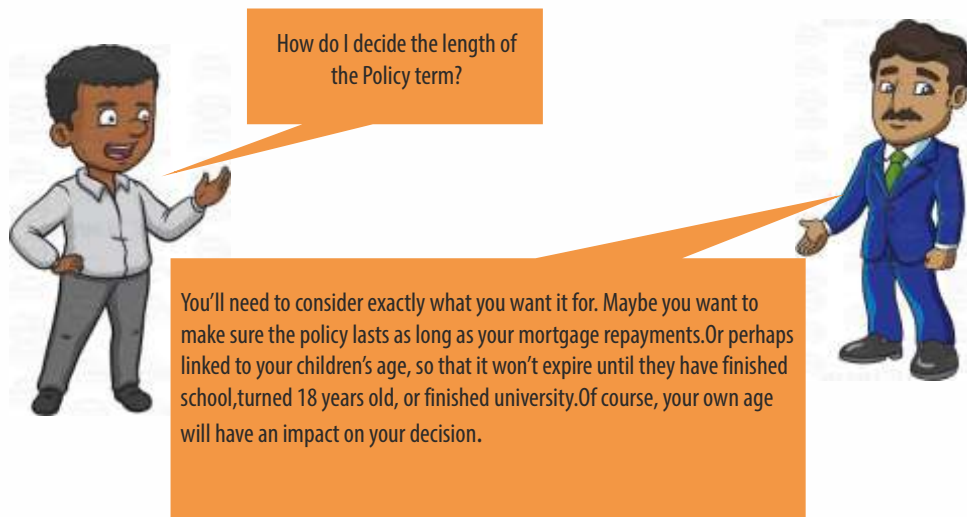 How do I decide the length of
the Policy term?
You'll need to consider exactly what you want it for. Maybe you want to
make sure the policy lasts as long as your mortgage repayments.Or perhaps
linked to your children's age, so that it won't expire until they have finished
school,turned 18 years old, or finished university.Of course, your own age
will have an impact on your decision.